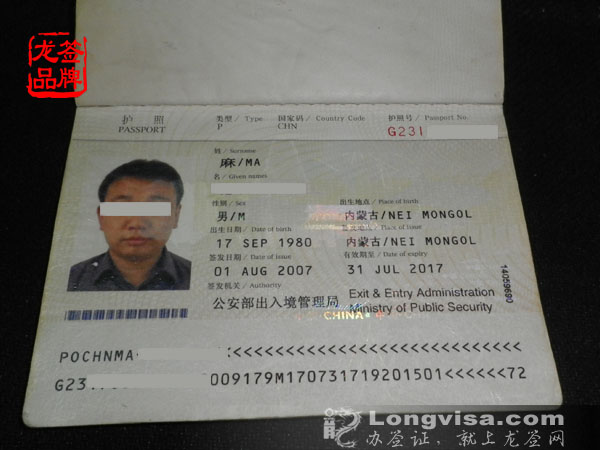 龙签
品牌
护照
PASSPORT
类型 / Type
P
国家码 / Country Code
CHN
护照号 / Passport No.
G23
姓 / Surname
麻/MA
名 / Given names
性别 / Sex
男/M
出生地点 / Place of birth
内蒙古/NEI MONGOL
出生日期 / Date of birth
17 SEP 1980
Place of issue
内蒙古/NEI MONGOL
签发日期 / Date of issue
01 AUG 2007
有效期至 / Date of expiry
31 JUL 2017
签发机关 / Authority
公安部出入境管理局
Exit & Entry Administration
Ministry of Public Security
CHINA
POCHNMA <<<<<<<<<<<<<<<<<<<<<<<<<<<<
G23 009179M170731719201501<<<<<<72
Longvisa.com
办签证，就上龙签网